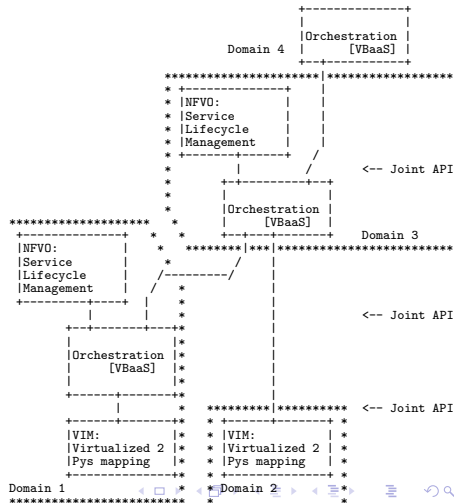 Orchestration
Domain 4 [VBaaS]
NFVO:
Service
Lifecycle
Management
<-- Joint API
Orchestration
[VBaaS]
Domain 3
NFVO:
Service
Lifecycle
Management
<-- Joint API
Orchestration
[VBaaS]
<-- Joint API
VIM: VIM:
Virtualized 2 Virtualized 2
Pys mapping Pys mapping
Domain 1 Domain 2